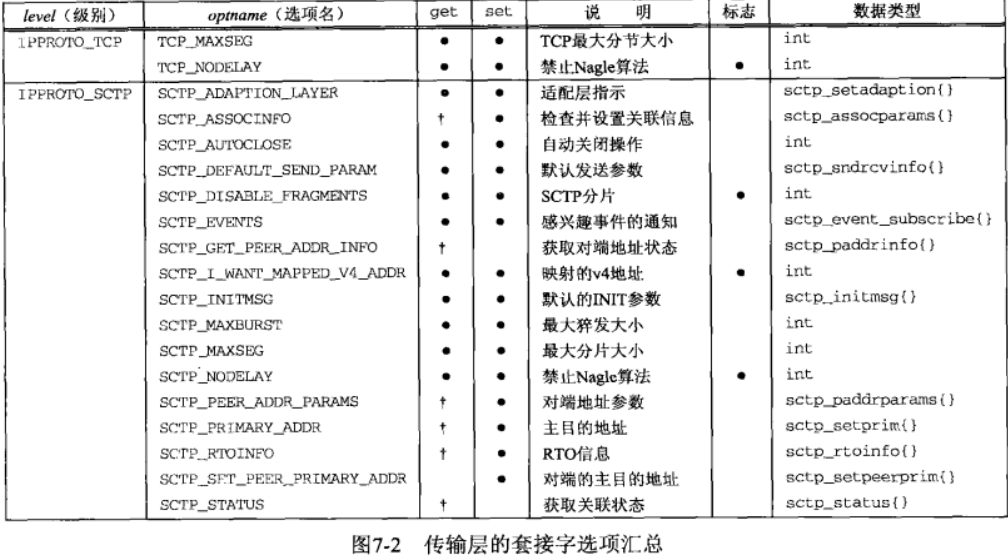 level（级别） optname（选项名） get set 说 明 标志 数据类型
IPPROTO_TCP TCP_MAXSEG ● ● TCP最大分节大小 int
TCP_NODELAY ● ● 禁止Nagle算法 ● int
IPPROTO_SCTP SCTP_ADAPTION_LAYER ● ● 适配层指示 sctp_setadaption{}
SCTP_ASSOCINFO † ● 检查并设置关联信息 sctp_assocparams{}
SCTP_AUTOCLOSE ● ● 自动关闭操作 int
SCTP_DEFAULT_SEND_PARAM ● ● 默认发送参数 sctp_sndrcvinfo{}
SCTP_DISABLE_FRAGMENTS ● ● SCTP分片 ● int
SCTP_EVENTS ● ● 感兴趣事件的通知 sctp_event_subscribe{}
SCTP_GET_PEER_ADDR_INFO † 获取对端地址状态 sctp_paddrinfo{}
SCTP_I_WANT_MAPPED_V4_ADDR ● ● 映射的v4地址 ● int
SCTP_INITMSG ● ● 默认的INIT参数 sctp_initmsg{}
SCTP_MAXBURST ● ● 最大猝发大小 int
SCTP_MAXSEG ● ● 最大分片大小 int
SCTP_NODELAY ● ● 禁止Nagle算法 ● int
SCTP_PEER_ADDR_PARAMS † ● 对端地址参数 sctp_paddrparams{}
SCTP_PRIMARY_ADDR † ● 主目的地址 sctp_setprim{}
SCTP_RTOINFO † ● RTO信息 sctp_rtoinfo{}
SCTP_SET_PEER_PRIMARY_ADDR ● 对端的主目的地址 sctp_setpeerprim{}
SCTP_STATUS † 获取关联状态 sctp_status{}
图7-2 传输层的套接字选项汇总